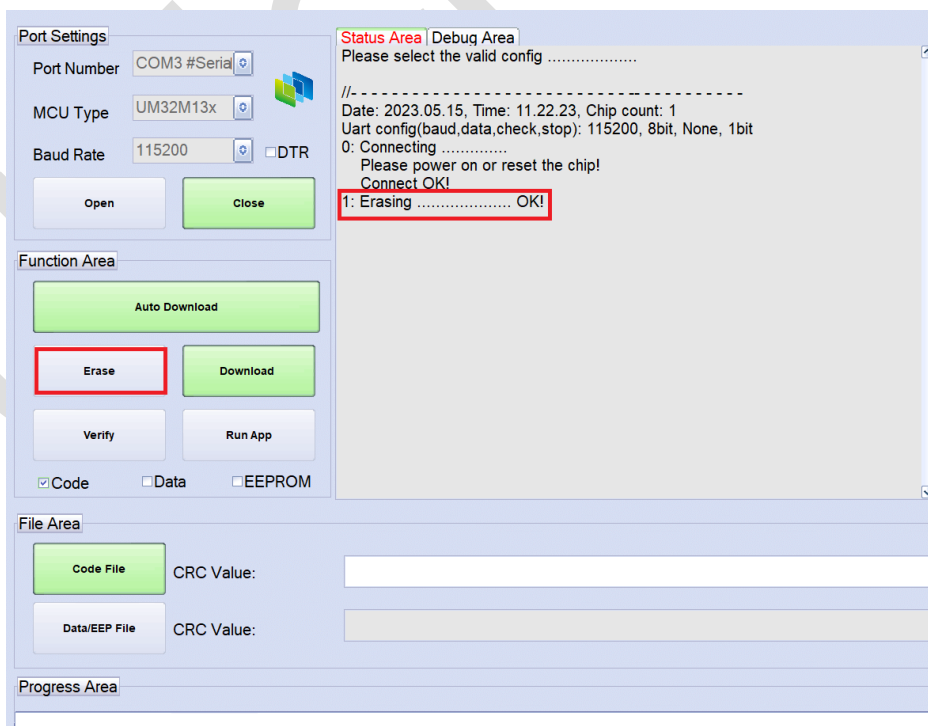 Port Settings
Port Number COM3 #Serial
MCU Type UM32M13x
Baud Rate 115200 DTR
Open Close
Function Area
Auto Download
Erase Download
Verify Run App
Code Data EEPROM
Status Area Debug Area
Please select the valid config ...................
//- - - - - - - - - - - - - - - - - - - - - - - - - - - -- - - - - - - - - - -
Date: 2023.05.15, Time: 11.22.23, Chip count: 1
Uart config(baud,data,check,stop): 115200, 8bit, None, 1bit
0: Connecting ..............
Please power on or reset the chip!
Connect OK!
1: Erasing .................... OK!
File Area
Code File CRC Value:
Data/EEP File CRC Value:
Progress Area